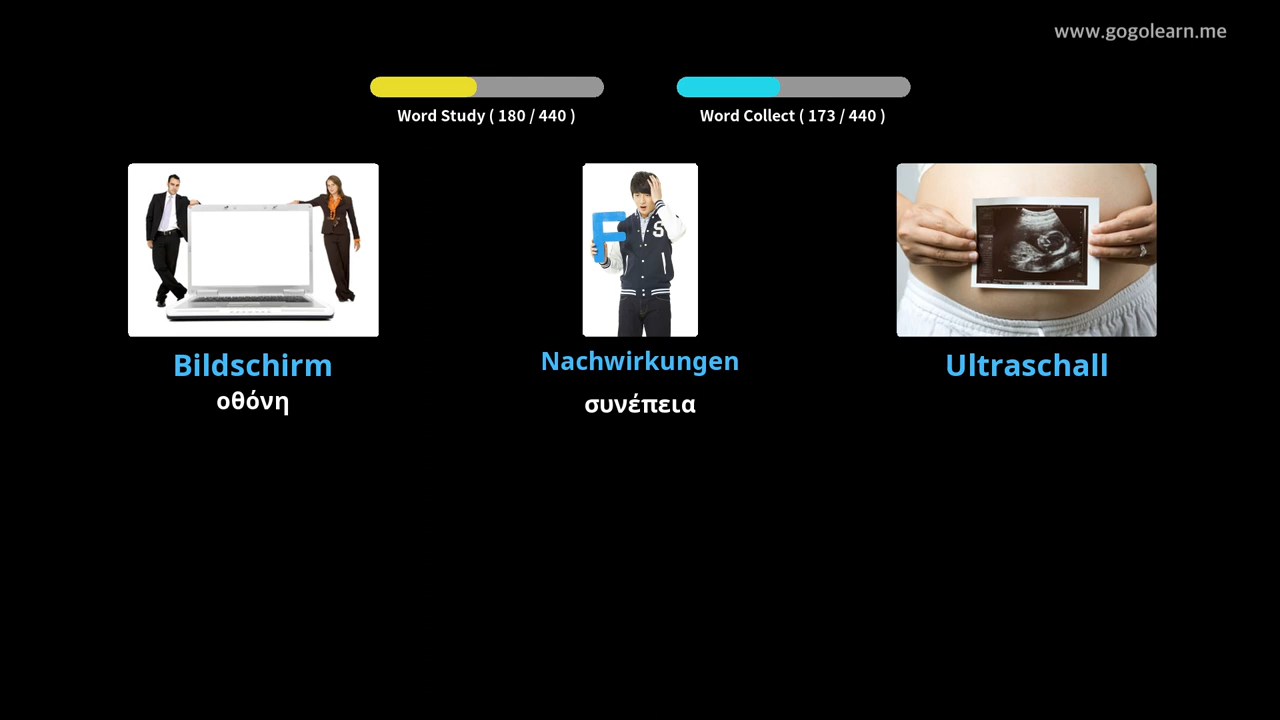 www.gogolearn.me
Word Study ( 180 / 440 )
Word Collect ( 173 / 440 )
F
S
Bildschirm
οθόνη
Nachwirkungen
συνέπεια
Ultraschall